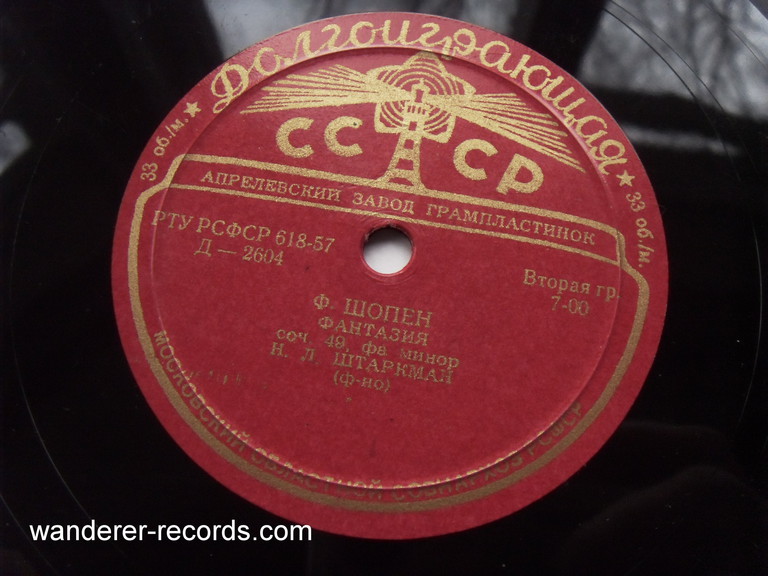 Долгоиграющая
33 об./м.
33 об./м.
СССР
АПРЕЛЕВСКИЙ ЗАВОД ГРАМПЛАСТИНОК
РТУ РСФСР 618-57
Д — 2604
Вторая гр.
7-00
Ф. ШОПЕН
ФАНТАЗИЯ
соч. 49, фа минор
Н. Л. ШТАРКМАН
(ф-но)
МОСКОВСКИЙ ОБЛАСТНОЙ СОВНАРХОЗ РСФСР
wanderer-records.com